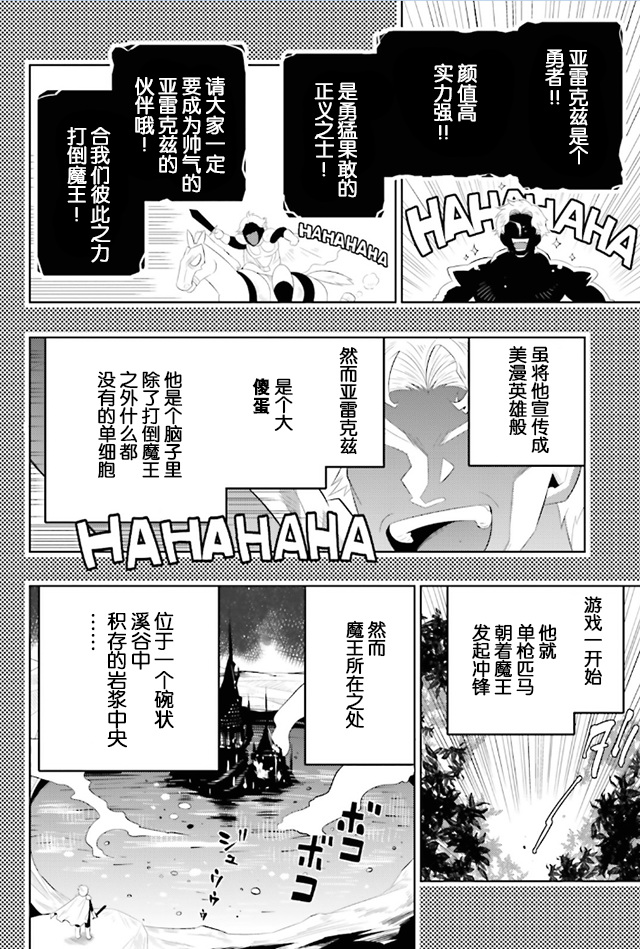 亚雷克兹是个
勇者!!
颜值高
实力强!!
是勇猛果敢的
正义之士!
请大家一定
要成为帅气的
亚雷克兹的
伙伴哦!
合我们彼此之力
打倒魔王!
HAHAHAHA
HAHAHAHA
虽将他宣传成
美漫英雄般
然而亚雷克兹
是个大
傻蛋
他是个脑子里
除了打倒魔王
之外什么都
没有的单细胞
HAHAHAHAHA
游戏一开始
他就
单枪匹马
朝着魔王
发起冲锋
然而
魔王所在之处
位于一个碗状
溪谷中
积存的岩浆中央
……
ボコ
ボコ
ジュウウ